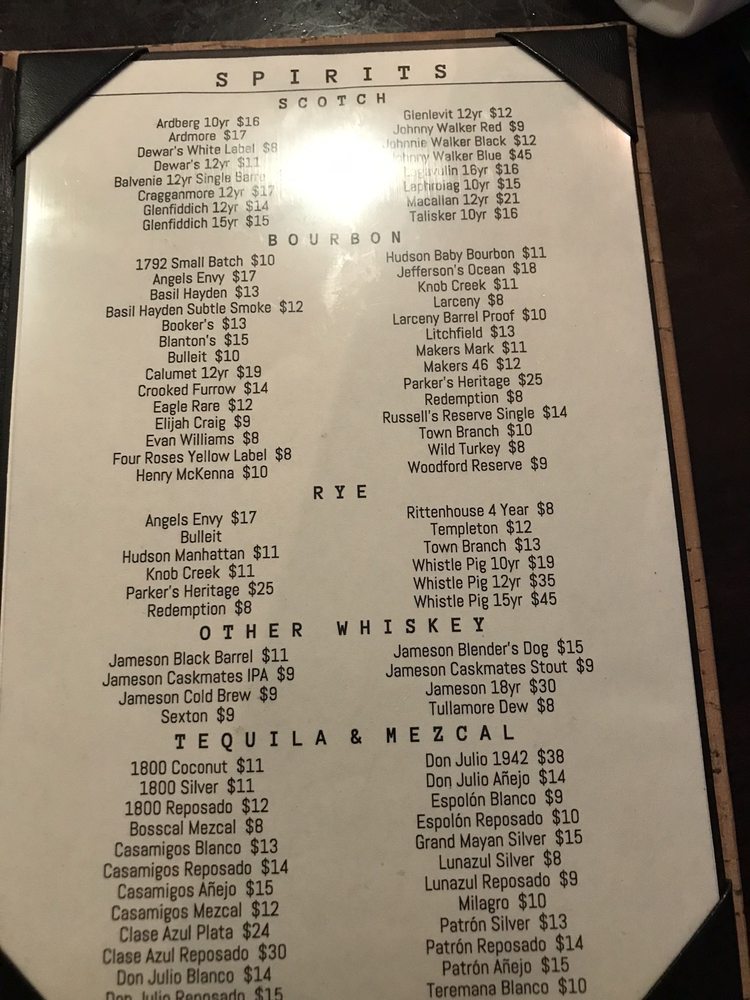 SPIRITS
SCOTCH
Ardberg 10yr $16
Ardmore $17
Dewar's White Label $8
Dewar's 12yr $11
Balvenie 12yr Single
Cragganmore 12yr $17
Glenfiddich 12yr $14
Glenfiddich 15yr $15
Glenlevit 12yr $12
Johnny Walker Red $9
Johnnie Walker Black $12
Johnny Walker Blue $45
Lagavulin 16yr $16
Laphroiag 10yr $15
Macallan 12yr $21
Talisker 10yr $16
BOURBON
1792 Small Batch $10
Angels Envy $17
Basil Hayden $13
Basil Hayden Subtle Smoke $12
Booker's $13
Blanton's $15
Bulleit $10
Calumet 12yr $19
Crooked Furrow $14
Eagle Rare $12
Elijah Craig $9
Evan Williams $8
Four Roses Yellow Label $8
Henry McKenna $10
Hudson Baby Bourbon $11
Jefferson's Ocean $18
Knob Creek $11
Larceny $8
Larceny Barrel Proof $10
Litchfield $13
Makers Mark $11
Makers 46 $12
Parker's Heritage $25
Redemption $8
Russell's Reserve Single $14
Town Branch $10
Wild Turkey $8
Woodford Reserve $9
RYE
Angels Envy $17
Bulleit
Hudson Manhattan $11
Knob Creek $11
Parker's Heritage $25
Redemption $8
Rittenhouse 4 Year $8
Templeton $12
Town Branch $13
Whistle Pig 10yr $19
Whistle Pig 12yr $35
Whistle Pig 15yr $45
OTHER WHISKEY
Jameson Black Barrel $11
Jameson Caskmates IPA $9
Jameson Cold Brew $9
Sexton $9
Jameson Blender's Dog $15
Jameson Caskmates Stout $9
Jameson 18yr $30
Tullamore Dew $8
TEQUILA & MEZCAL
1800 Coconut $11
1800 Silver $11
1800 Reposado $12
Bosscal Mezcal $8
Casamigos Blanco $13
Casamigos Reposado $14
Casamigos Añejo $15
Casamigos Mezcal $12
Clase Azul Plata $24
Clase Azul Reposado $30
Don Julio Blanco $14
Don Julio Reposado $15
Don Julio 1942 $38
Don Julio Añejo $14
Espolón Blanco $9
Espolón Reposado $10
Grand Mayan Silver $15
Lunazul Silver $8
Lunazul Reposado $9
Milagro $10
Patrón Silver $13
Patrón Reposado $14
Patrón Añejo $15
Teremana Blanco $10